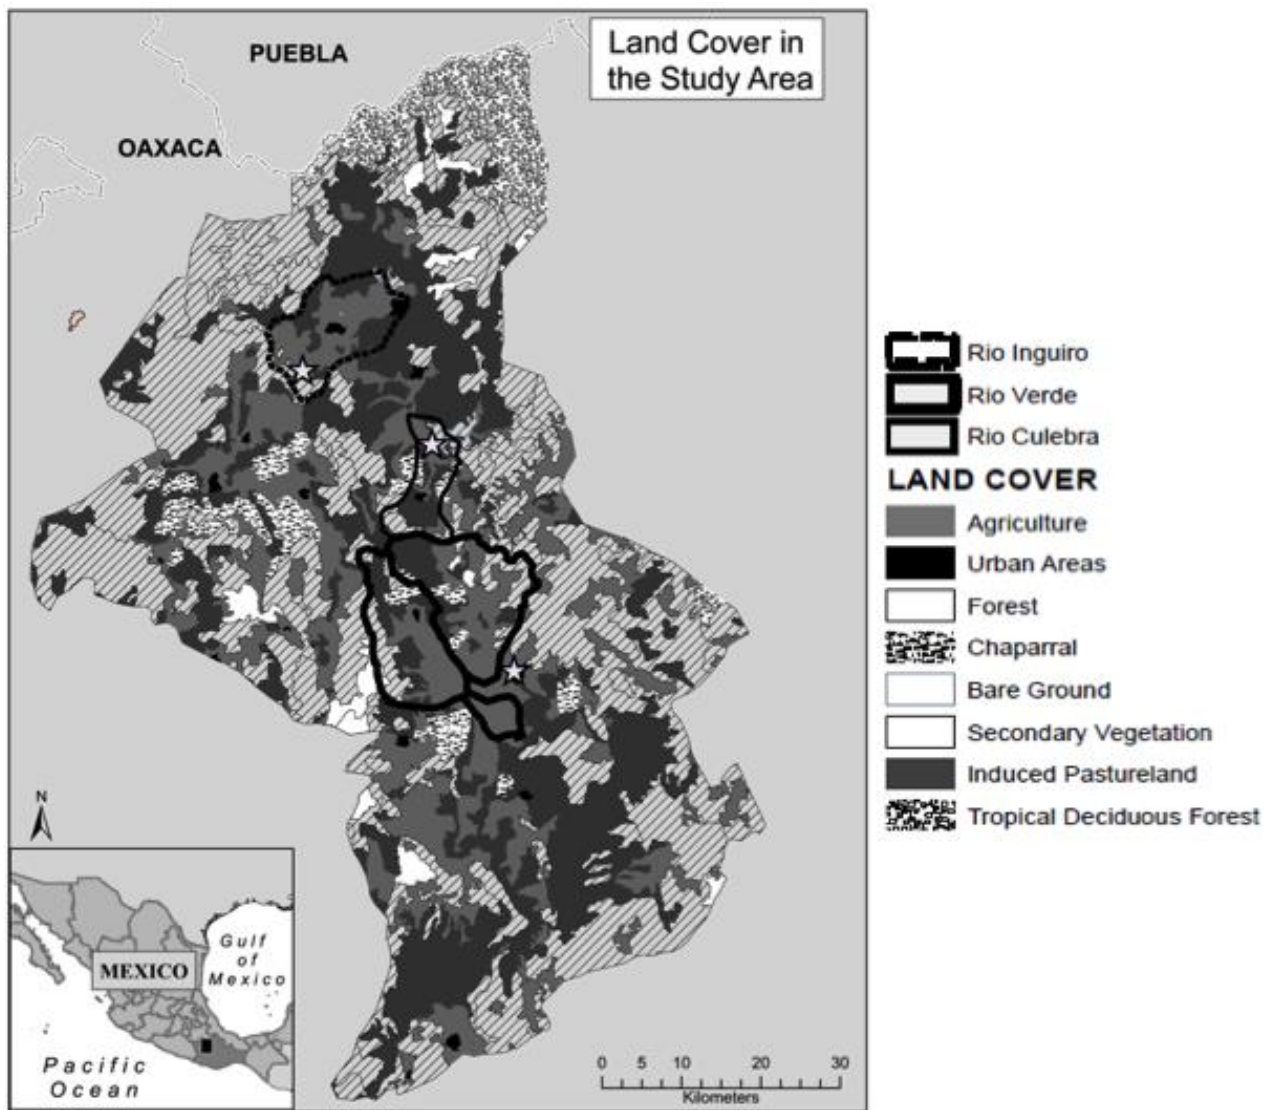 Land Cover in
the Study Area
PUEBLA
OAXACA
Rio Inguiro
Rio Verde
Rio Culebra
LAND COVER
Agriculture
Urban Areas
Forest
Chaparral
Bare Ground
Secondary Vegetation
Induced Pastureland
Tropical Deciduous Forest
N
Gulf
of
Mexico
MEXICO
Pacific
Ocean
0 5 10 20 30
Kilometers